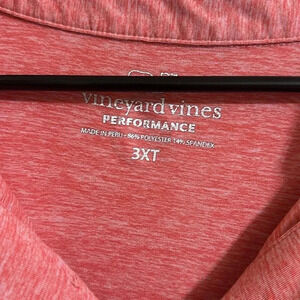 vineyard vines
PERFORMANCE
MADE IN PERU • 86% POLYESTER 14% SPANDEX
3XT